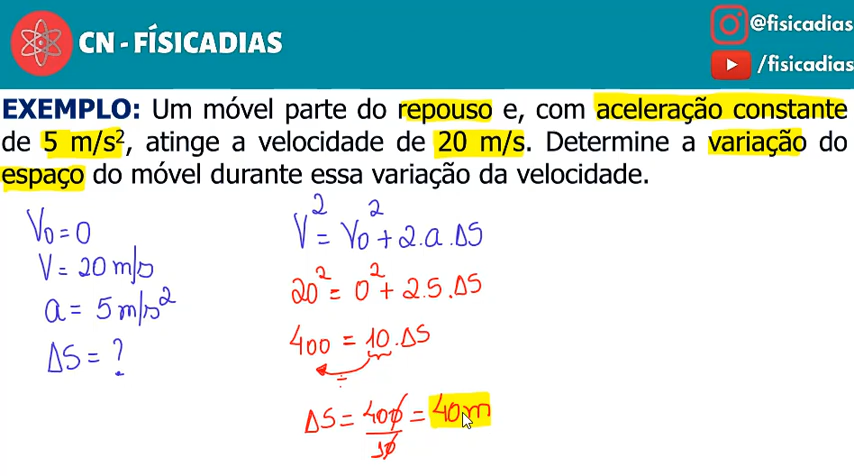 CN - FÍSICADIAS
@fisicadias
/fisicadias
EXEMPLO: Um móvel parte do repouso e, com aceleração constante
de 5 m/s², atinge a velocidade de 20 m/s. Determine a variação do
espaço do móvel durante essa variação da velocidade.
V₀ = 0
V = 20 m/s
a = 5 m/s²
ΔS = ?
V² = V₀² + 2.a.ΔS
20² = 0² + 2.5.ΔS
400 = 10.ΔS
÷
ΔS = 400/10 = 40m